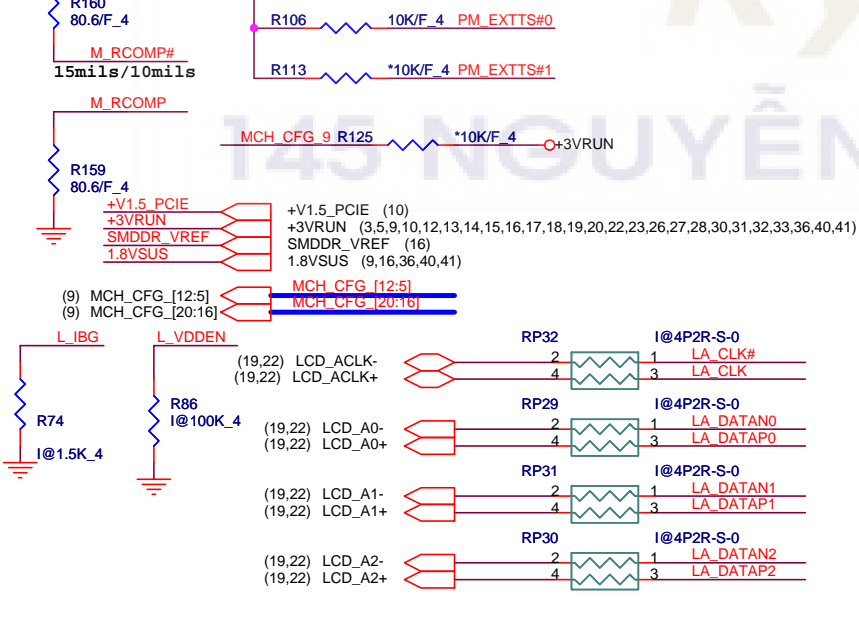 R160
80.6/F_4
M_RCOMP#
15mils/10mils
R106 10K/F_4 PM_EXTTS#0
R113 *10K/F_4 PM_EXTTS#1
M_RCOMP
R159
80.6/F_4
MCH_CFG_9 R125 *10K/F_4 +3VRUN
145 NGUYỄN
+V1.5_PCIE +V1.5_PCIE (10)
+3VRUN +3VRUN (3,5,9,10,12,13,14,15,16,17,18,19,20,22,23,26,27,28,30,31,32,33,36,40,41)
SMDDR_VREF SMDDR_VREF (16)
1.8VSUS 1.8VSUS (9,16,36,40,41)
(9) MCH_CFG_[12:5] MCH_CFG_[12:5]
(9) MCH_CFG_[20:16] MCH_CFG_[20:16]
L_IBG
R74
I@1.5K_4
L_VDDEN
R86
I@100K_4
RP32 I@4P2R-S-0
(19,22) LCD_ACLK- 2 1 LA_CLK#
(19,22) LCD_ACLK+ 4 3 LA_CLK
RP29 I@4P2R-S-0
(19,22) LCD_A0- 2 1 LA_DATAN0
(19,22) LCD_A0+ 4 3 LA_DATAP0
RP31 I@4P2R-S-0
(19,22) LCD_A1- 2 1 LA_DATAN1
(19,22) LCD_A1+ 4 3 LA_DATAP1
RP30 I@4P2R-S-0
(19,22) LCD_A2- 2 1 LA_DATAN2
(19,22) LCD_A2+ 4 3 LA_DATAP2